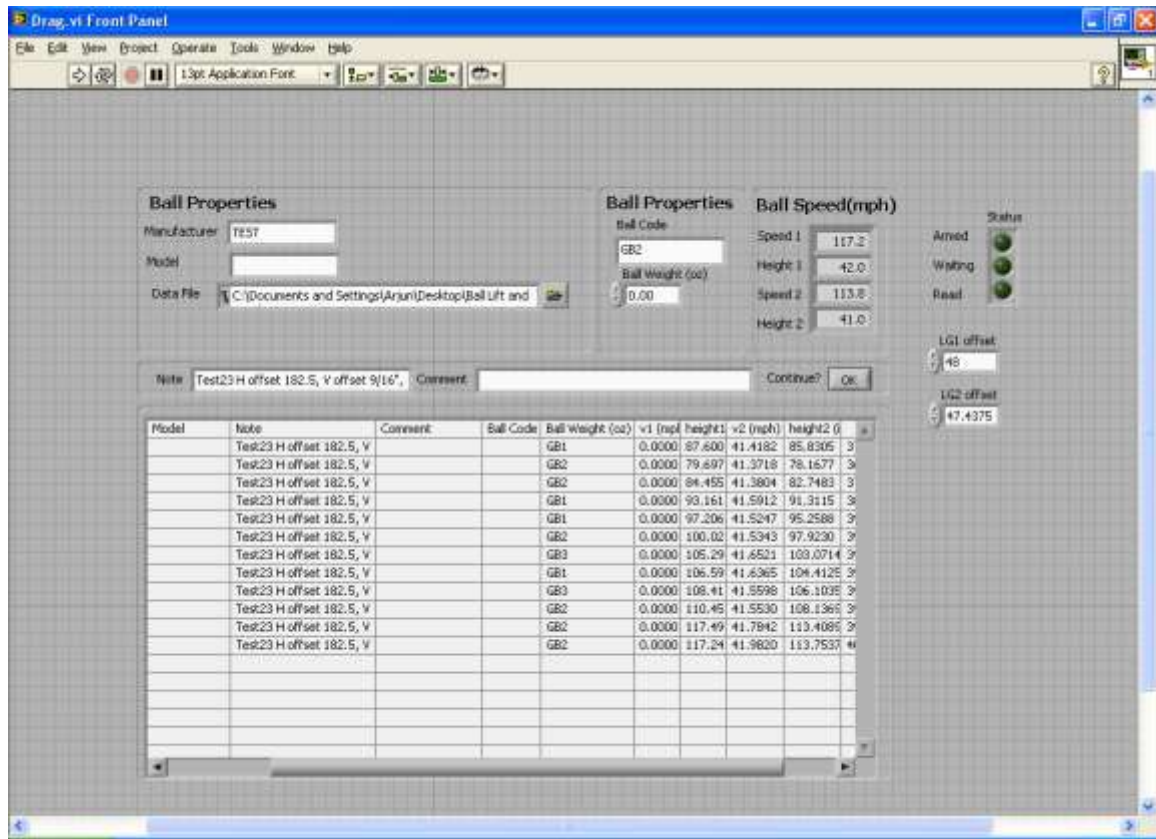 Drag.vi Front Panel
File Edit View Project Operate Tools Window Help
13pt Application Font
Ball Properties
Manufacturer TEST
Model
Data File C:\Documents and Settings\Arjun\Desktop\Ball Lift and
Ball Properties
Ball Code
GB2
Ball Weight (oz)
0.00
Ball Speed(mph)
Speed 1 117.2
Height 1 42.0
Speed 2 113.8
Height 2 41.0
Status
Armed
Waiting
Read
LG1 offset
48
LG2 offset
47.4375
Note Test23 H offset 182.5, V offset 9/16", Comment Continue? OK
Model Note Comment Ball Code Ball Weight (oz) v1 (mpl height1 v2 (mph) height2 (i
Test23 H offset 182.5, V GB1 0.0000 87.600 41.4182 85.8305 3
Test23 H offset 182.5, V GB2 0.0000 79.697 41.3718 78.1677
Test23 H offset 182.5, V GB2 0.0000 84.455 41.3804 82.7483 3
Test23 H offset 182.5, V GB1 0.0000 93.161 41.5912 91.3115
Test23 H offset 182.5, V GB1 0.0000 97.206 41.5247 95.2588
Test23 H offset 182.5, V GB2 0.0000 100.02 41.5343 97.9230
Test23 H offset 182.5, V GB3 0.0000 105.29 41.6521 103.0714
Test23 H offset 182.5, V GB1 0.0000 106.59 41.6365 104.4125
Test23 H offset 182.5, V GB3 0.0000 108.41 41.5598 106.1035
Test23 H offset 182.5, V GB2 0.0000 110.45 41.5530 108.1365
Test23 H offset 182.5, V GB2 0.0000 117.49 41.7842 113.4085
Test23 H offset 182.5, V GB2 0.0000 117.24 41.9820 113.7537